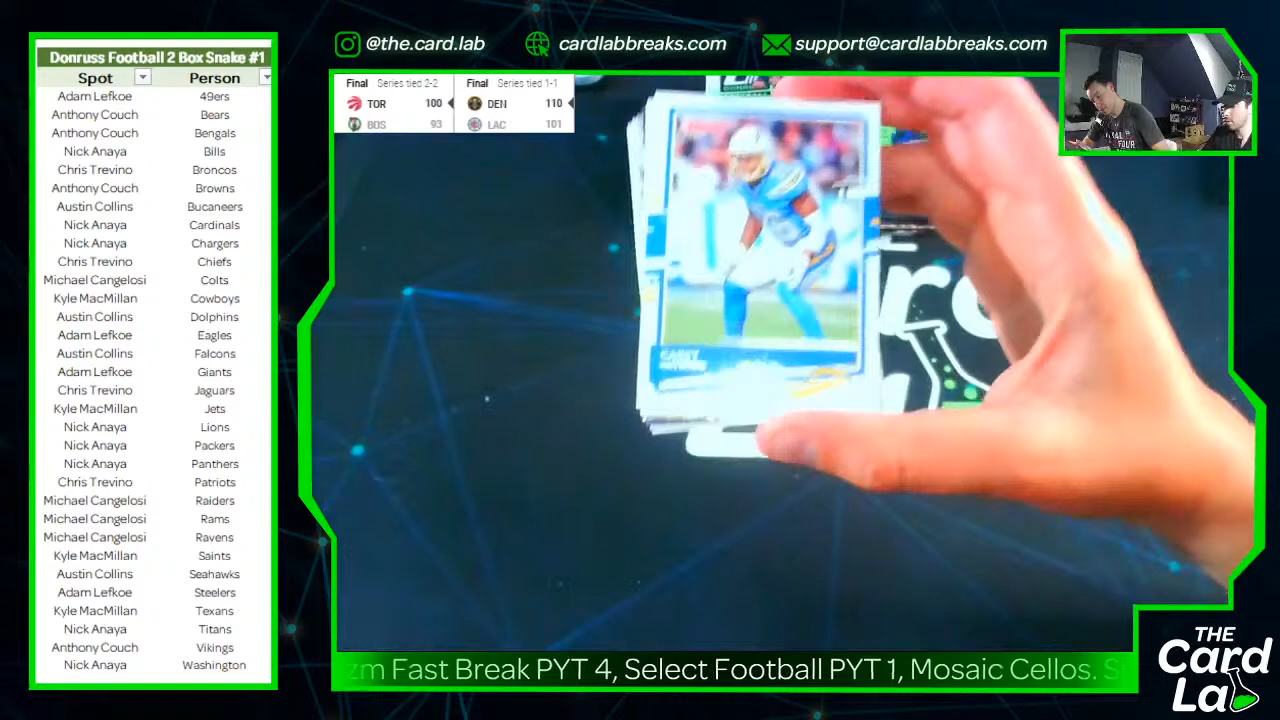 Donruss Football 2 Box Snake #1
Spot Person
Adam Lefkoe 49ers
Anthony Couch Bears
Anthony Couch Bengals
Nick Anaya Bills
Chris Trevino Broncos
Anthony Couch Browns
Austin Collins Bucaneers
Nick Anaya Cardinals
Nick Anaya Chargers
Chris Trevino Chiefs
Michael Cangelosi Colts
Kyle MacMillan Cowboys
Austin Collins Dolphins
Adam Lefkoe Eagles
Austin Collins Falcons
Adam Lefkoe Giants
Chris Trevino Jaguars
Kyle MacMillan Jets
Nick Anaya Lions
Nick Anaya Packers
Nick Anaya Panthers
Chris Trevino Patriots
Michael Cangelosi Raiders
Michael Cangelosi Rams
Michael Cangelosi Ravens
Kyle MacMillan Saints
Austin Collins Seahawks
Adam Lefkoe Steelers
Kyle MacMillan Texans
Nick Anaya Titans
Anthony Couch Vikings
Nick Anaya Washington
@the.card.lab cardlabbreaks.com support@cardlabbreaks.com
Final Series tied 2-2
TOR 100
BOS 93
Final Series tied 1-1
DEN 110
LAC 101
zm Fast Break PYT 4, Select Football PYT 1, Mosaic Cellos. S
THE
Card
Lab